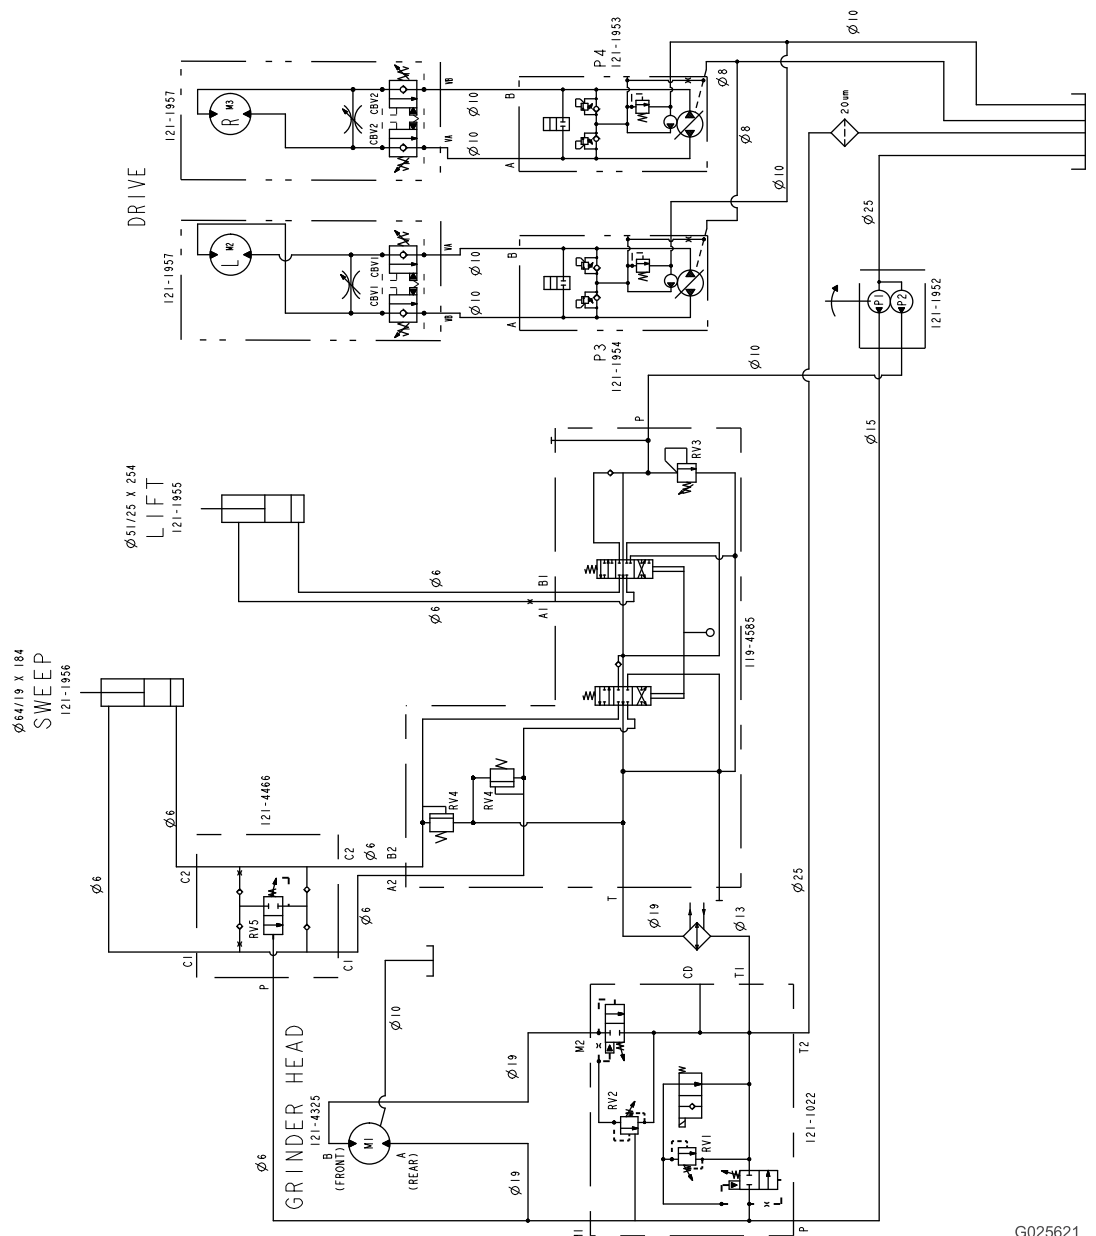 DRIVE
121-1957
R M3
CBV2
CBV2
VB
VA
Ø10
Ø10
B
A
P4
121-1953
Ø8
Ø8
Ø10
Ø10
20um
121-1957
L M2
CBV1
CBV1
VA
VB
Ø10
Ø10
B
A
P3
121-1954
Ø25
P1
P2
121-1952
Ø10
Ø15
Ø51/25 X 254
LIFT
121-1955
Ø6
Ø6
B1
A1
P
RV3
119-4585
Ø64/19 X 184
SWEEP
121-1956
Ø6
Ø6
121-4466
C2
C2
Ø6
B2
A2
RV4
RV4
RV5
C1
C1
Ø6
P
T
Ø19
Ø13
Ø25
CD
T1
GRINDER HEAD
121-4325
Ø10
Ø19
M1
B
(FRONT)
A
(REAR)
Ø6
Ø19
M2
RV2
RV1
T2
121-1022
P
G025621